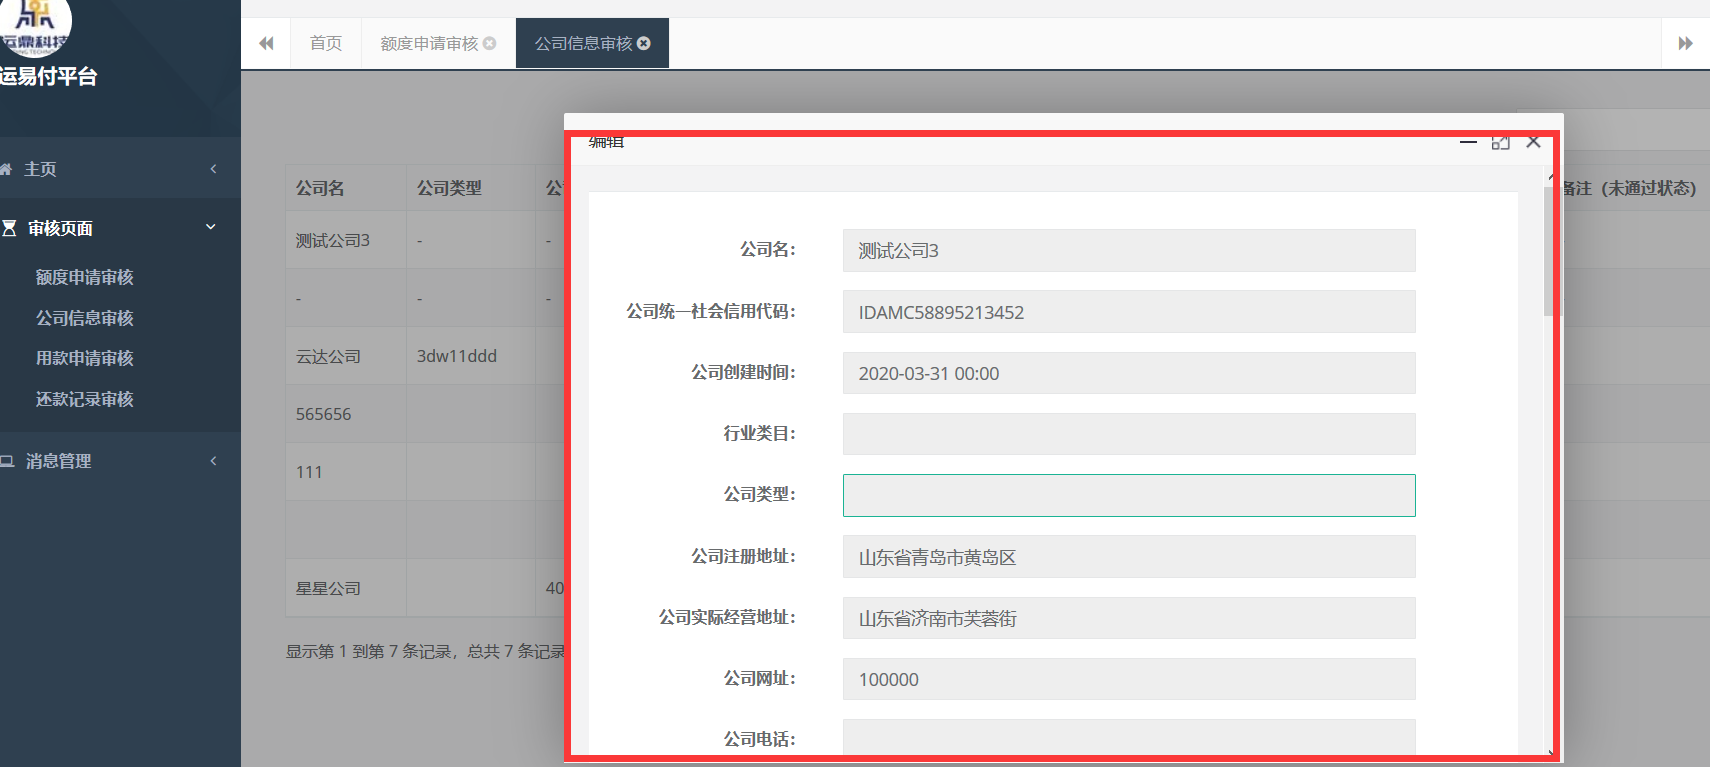 运鼎科技
运易付平台
主页
审核页面
额度申请审核
公司信息审核
用款申请审核
还款记录审核
消息管理
首页 额度申请审核 公司信息审核
公司名 公司类型 备注（未通过状态）
测试公司3 - -
- - -
云达公司 3dw11ddd
565656
111
星星公司 40
显示第 1 到第 7 条记录，总共 7 条记录
编辑
公司名： 测试公司3
公司统一社会信用代码： IDAMC58895213452
公司创建时间： 2020-03-31 00:00
行业类目：
公司类型：
公司注册地址： 山东省青岛市黄岛区
公司实际经营地址： 山东省济南市芙蓉街
公司网址： 100000
公司电话：